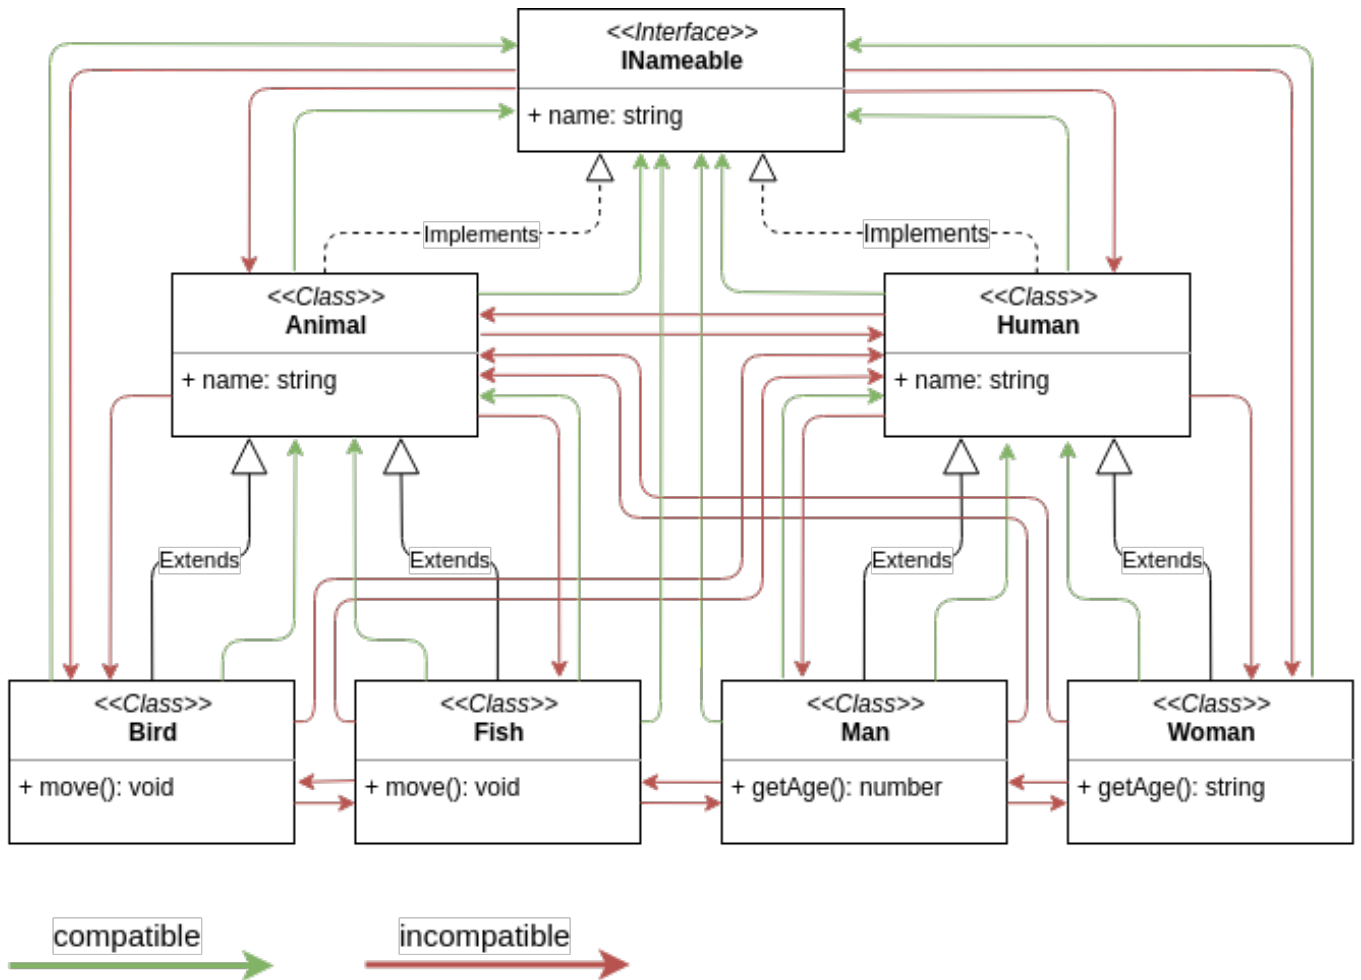 <<Interface>>
INameable
+ name: string
Implements
Implements
<<Class>>
Animal
+ name: string
<<Class>>
Human
+ name: string
Extends
Extends
Extends
Extends
<<Class>>
Bird
+ move(): void
<<Class>>
Fish
+ move(): void
<<Class>>
Man
+ getAge(): number
<<Class>>
Woman
+ getAge(): string
compatible
incompatible